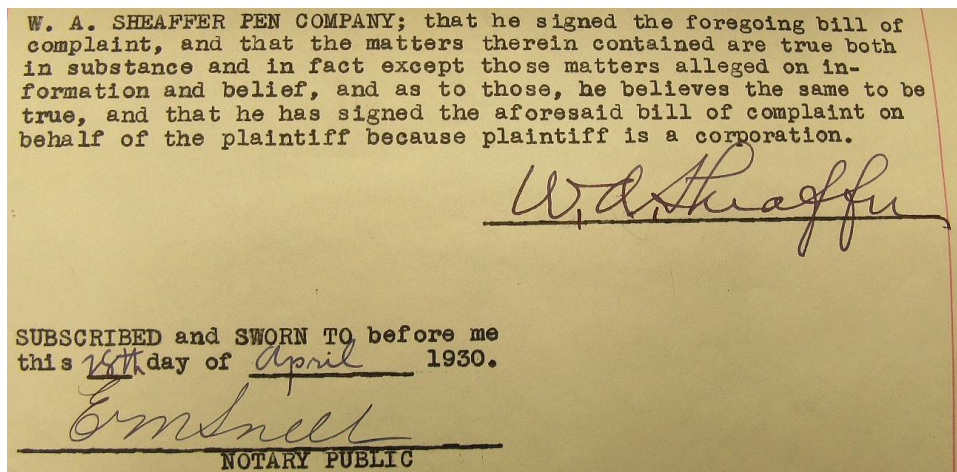 W. A. SHEAFFER PEN COMPANY; that he signed the foregoing bill of
complaint, and that the matters therein contained are true both
in substance and in fact except those matters alleged on in-
formation and belief, and as to those, he believes the same to be
true, and that he has signed the aforesaid bill of complaint on
behalf of the plaintiff because plaintiff is a corporation.
W. A. Sheaffer
SUBSCRIBED and SWORN TO before me
this 28th day of April 1930.
E M Snell
NOTARY PUBLIC